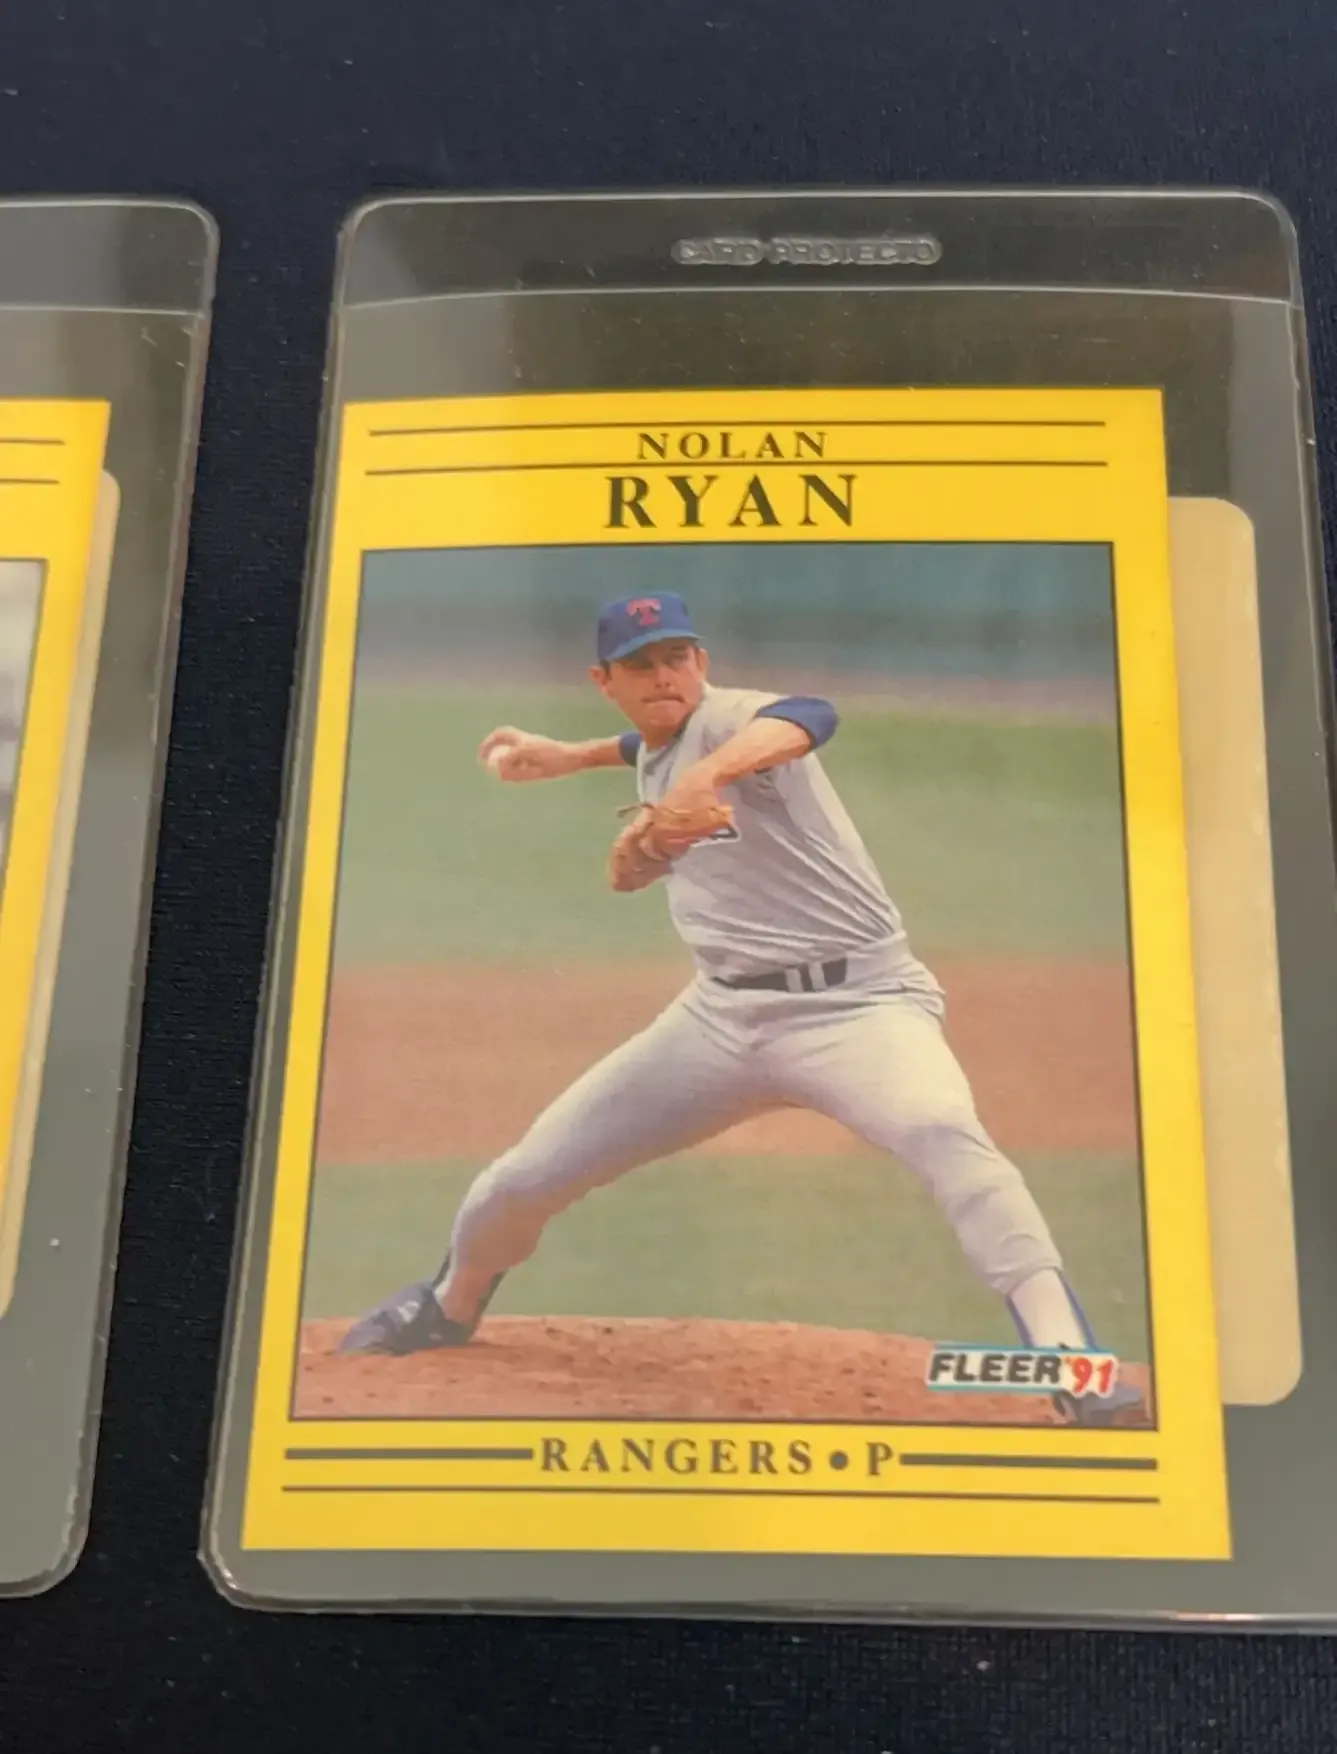 CARD PROTECTO
NOLAN
RYAN
T
FLEER '91
RANGERS • P